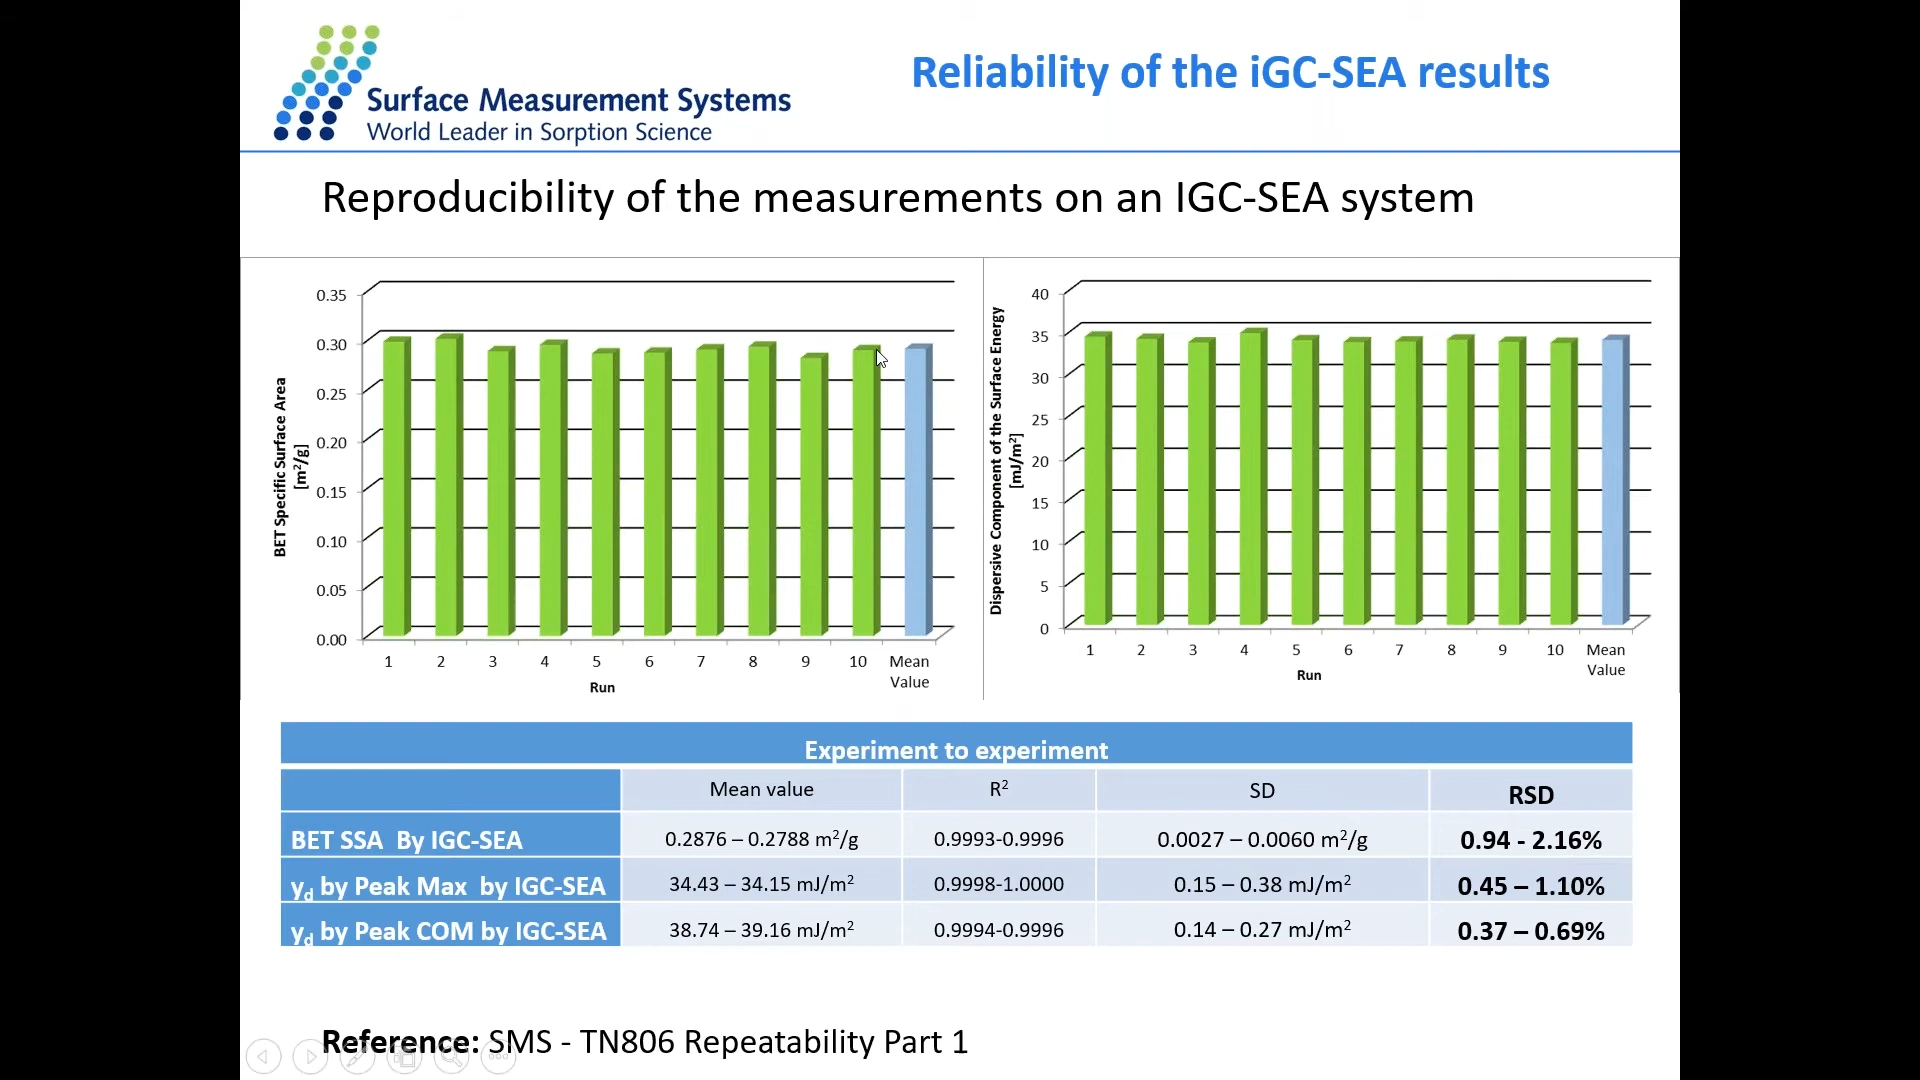 Surface Measurement Systems
World Leader in Sorption Science
Reliability of the iGC-SEA results
Reproducibility of the measurements on an IGC-SEA system
BET Specific Surface Area
[m²/g]
0.35
0.30
0.25
0.20
0.15
0.10
0.05
0.00
1 2 3 4 5 6 7 8 9 10 Mean Value
Run
Dispersive Component of the Surface Energy
[mJ/m²]
40
35
30
25
20
15
10
5
0
1 2 3 4 5 6 7 8 9 10 Mean Value
Run
Experiment to experiment
Mean value R² SD RSD
BET SSA By IGC-SEA 0.2876 – 0.2788 m²/g 0.9993-0.9996 0.0027 – 0.0060 m²/g 0.94 - 2.16%
γd by Peak Max by IGC-SEA 34.43 – 34.15 mJ/m² 0.9998-1.0000 0.15 – 0.38 mJ/m² 0.45 – 1.10%
γd by Peak COM by IGC-SEA 38.74 – 39.16 mJ/m² 0.9994-0.9996 0.14 – 0.27 mJ/m² 0.37 – 0.69%
Reference: SMS - TN806 Repeatability Part 1